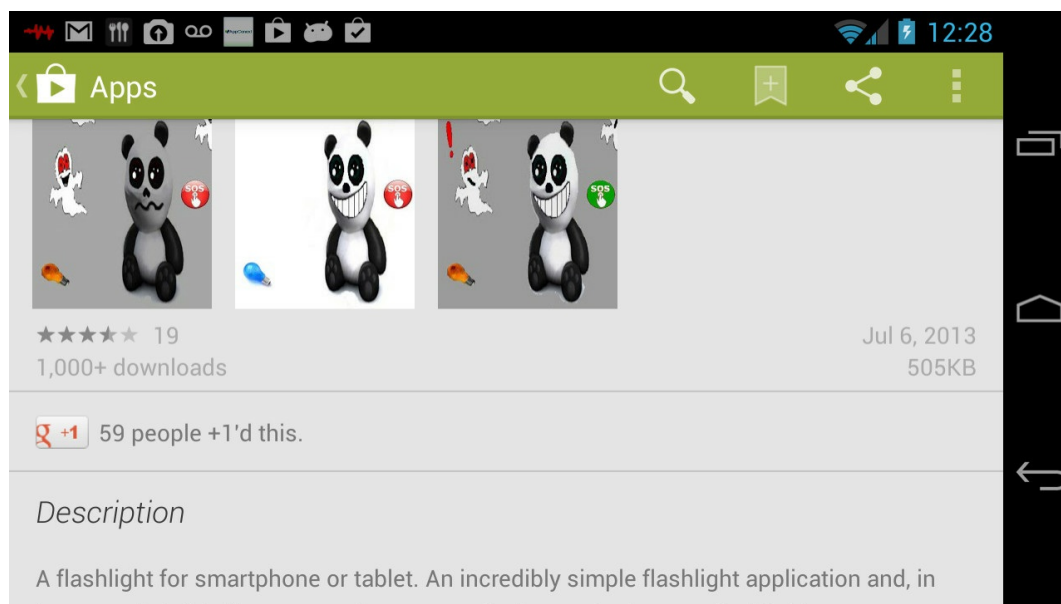 12:28
Apps
SOS
SOS
SOS
19
Jul 6, 2013
1,000+ downloads
505KB
g +1 59 people +1'd this.
Description
A flashlight for smartphone or tablet. An incredibly simple flashlight application and, in